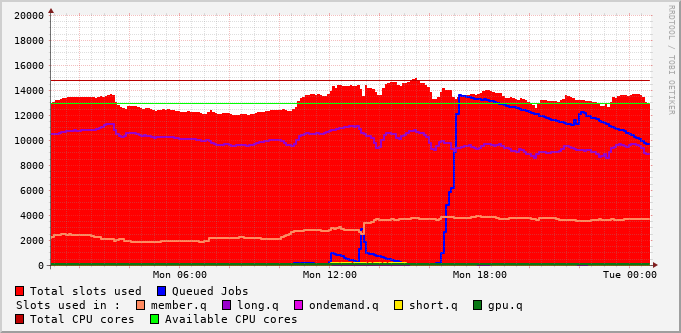 20000
18000
16000
14000
12000
10000
8000
6000
4000
2000
0
Mon 06:00 Mon 12:00 Mon 18:00 Tue 00:00
RRDTOOL / TOBI OETIKER
Total slots used Queued Jobs
Slots used in : member.q long.q ondemand.q short.q gpu.q
Total CPU cores Available CPU cores